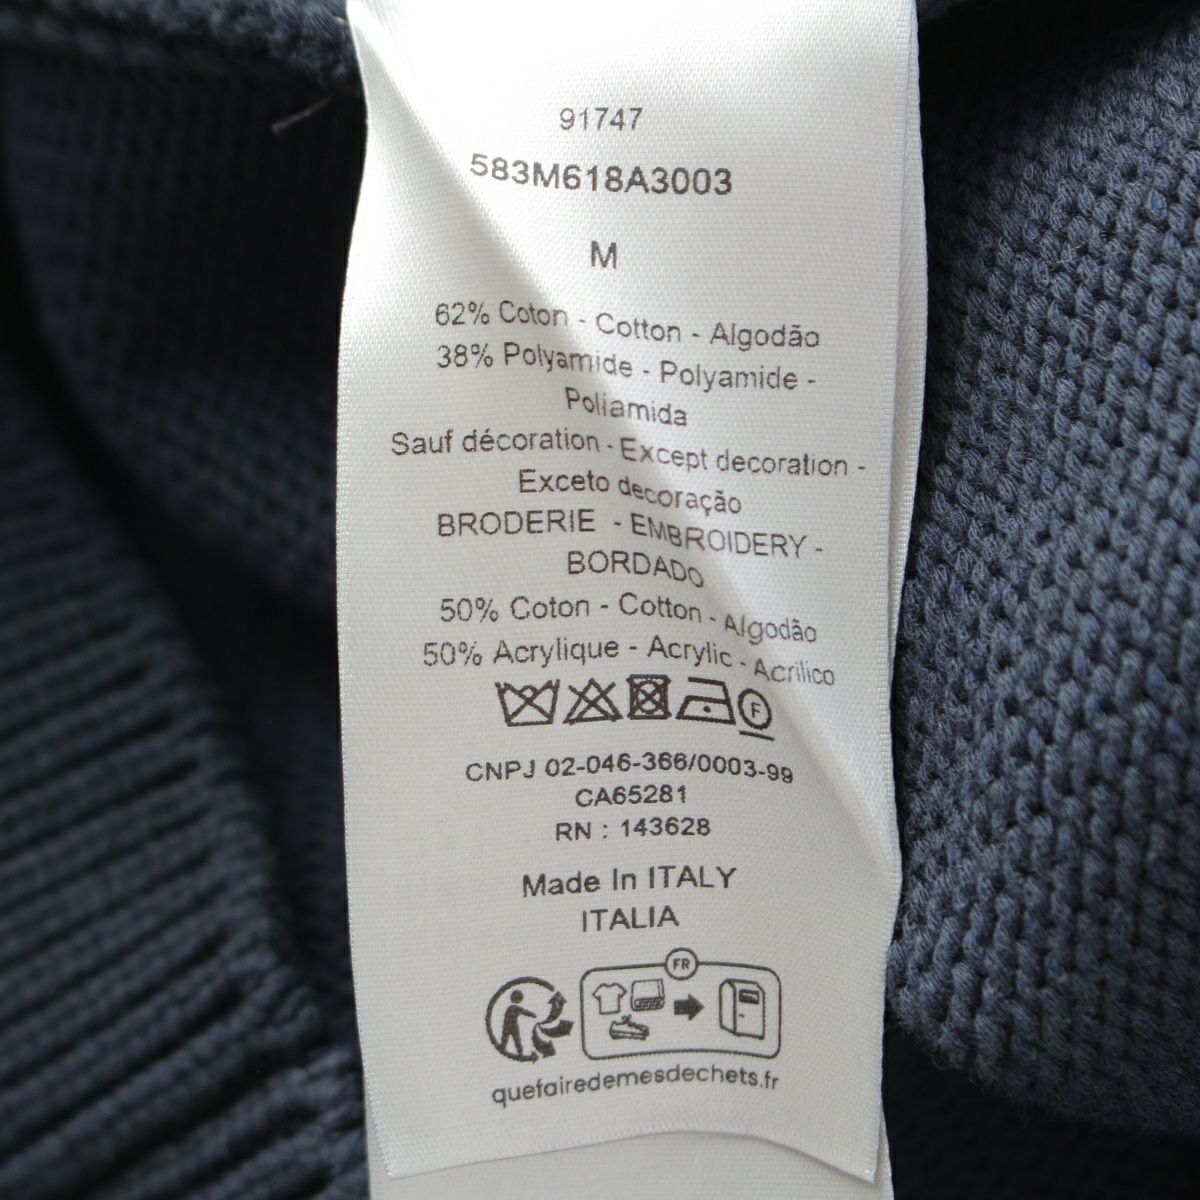 91747
583M618A3003
M
62% Coton - Cotton - Algodão
38% Polyamide - Polyamide -
Poliamida
Sauf décoration - Except decoration -
Exceto decoração
BRODERIE - EMBROIDERY -
BORDADO
50% Coton - Cotton - Algodão
50% Acrylique - Acrylic - Acrilico
F
CNPJ 02-046-366/0003-99
CA65281
RN : 143628
Made In ITALY
ITALIA
FR
quefairedemesdechets.fr